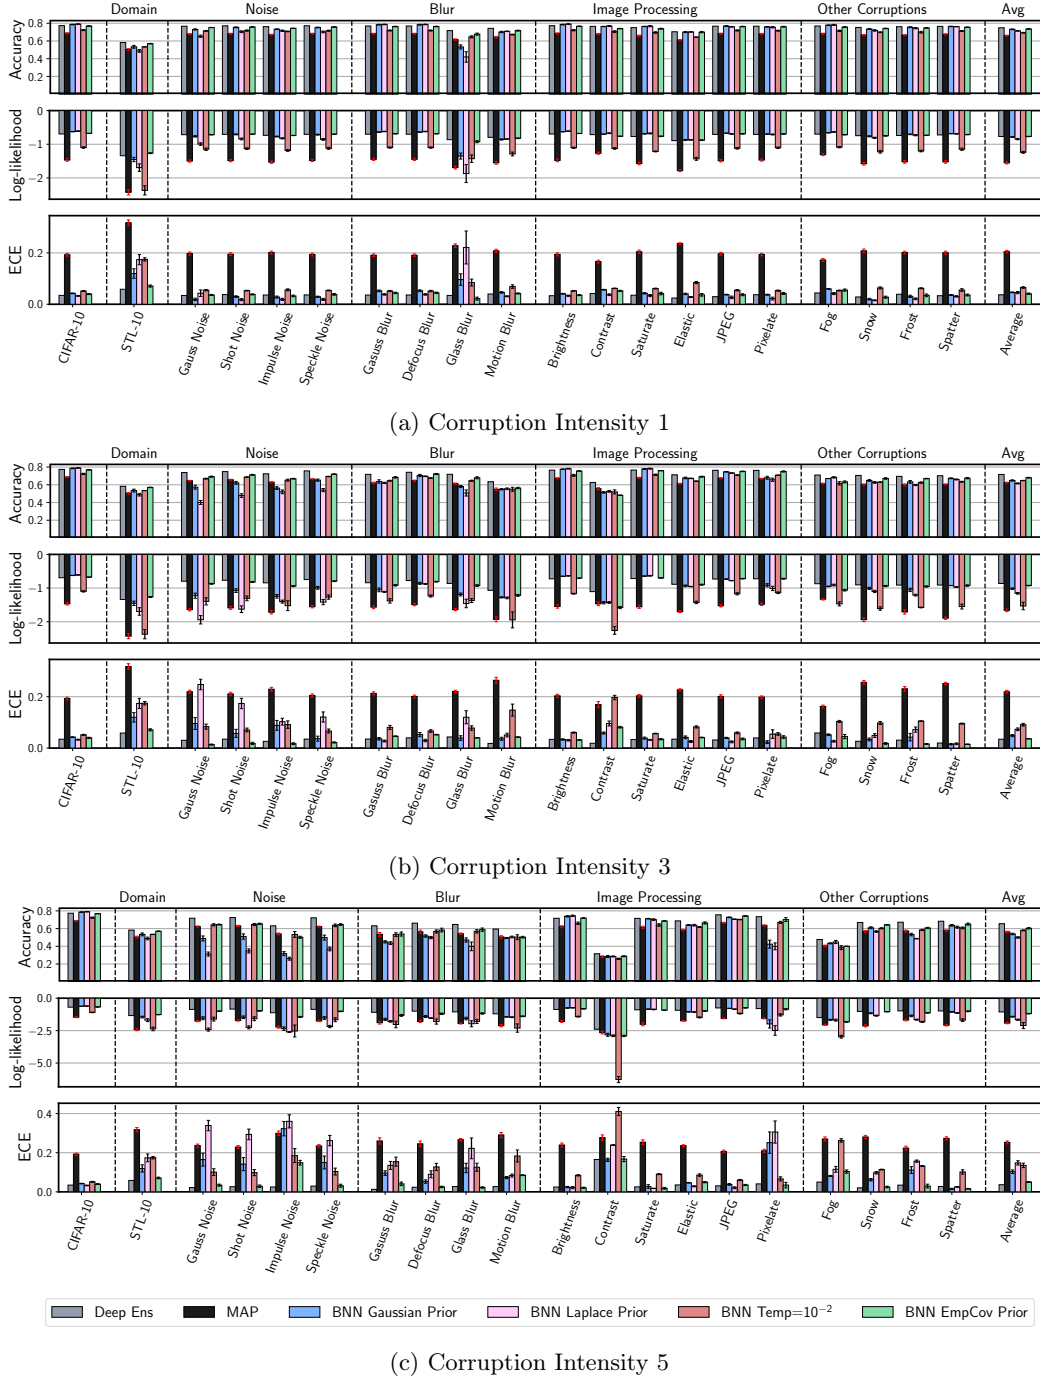 Domain Noise Blur Image Processing Other Corruptions Avg
Accuracy
0.8
0.6
0.4
0.2
Log-likelihood
0
−1
−2
ECE
0.2
0.0
CIFAR-10 STL-10 Gauss Noise Shot Noise Impulse Noise Speckle Noise Gasuss Blur Defocus Blur Glass Blur Motion Blur Brightness Contrast Saturate Elastic JPEG Pixelate Fog Snow Frost Spatter Average
(a) Corruption Intensity 1
Domain Noise Blur Image Processing Other Corruptions Avg
Accuracy
0.8
0.6
0.4
0.2
Log-likelihood
0
−1
−2
ECE
0.2
0.0
CIFAR-10 STL-10 Gauss Noise Shot Noise Impulse Noise Speckle Noise Gasuss Blur Defocus Blur Glass Blur Motion Blur Brightness Contrast Saturate Elastic JPEG Pixelate Fog Snow Frost Spatter Average
(b) Corruption Intensity 3
Domain Noise Blur Image Processing Other Corruptions Avg
Accuracy
0.8
0.6
0.4
0.2
Log-likelihood
0.0
−2.5
−5.0
ECE
0.4
0.2
0.0
CIFAR-10 STL-10 Gauss Noise Shot Noise Impulse Noise Speckle Noise Gasuss Blur Defocus Blur Glass Blur Motion Blur Brightness Contrast Saturate Elastic JPEG Pixelate Fog Snow Frost Spatter Average
Deep Ens MAP BNN Gaussian Prior BNN Laplace Prior BNN Temp=10⁻² BNN EmpCov Prior
(c) Corruption Intensity 5